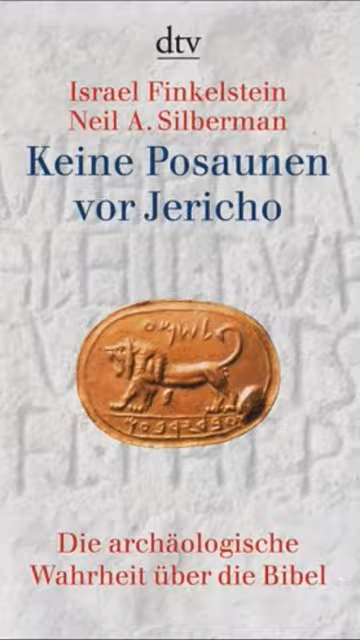 dtv
Israel Finkelstein
Neil A. Silberman
Keine Posaunen
vor Jericho
Die archäologische
Wahrheit über die Bibel